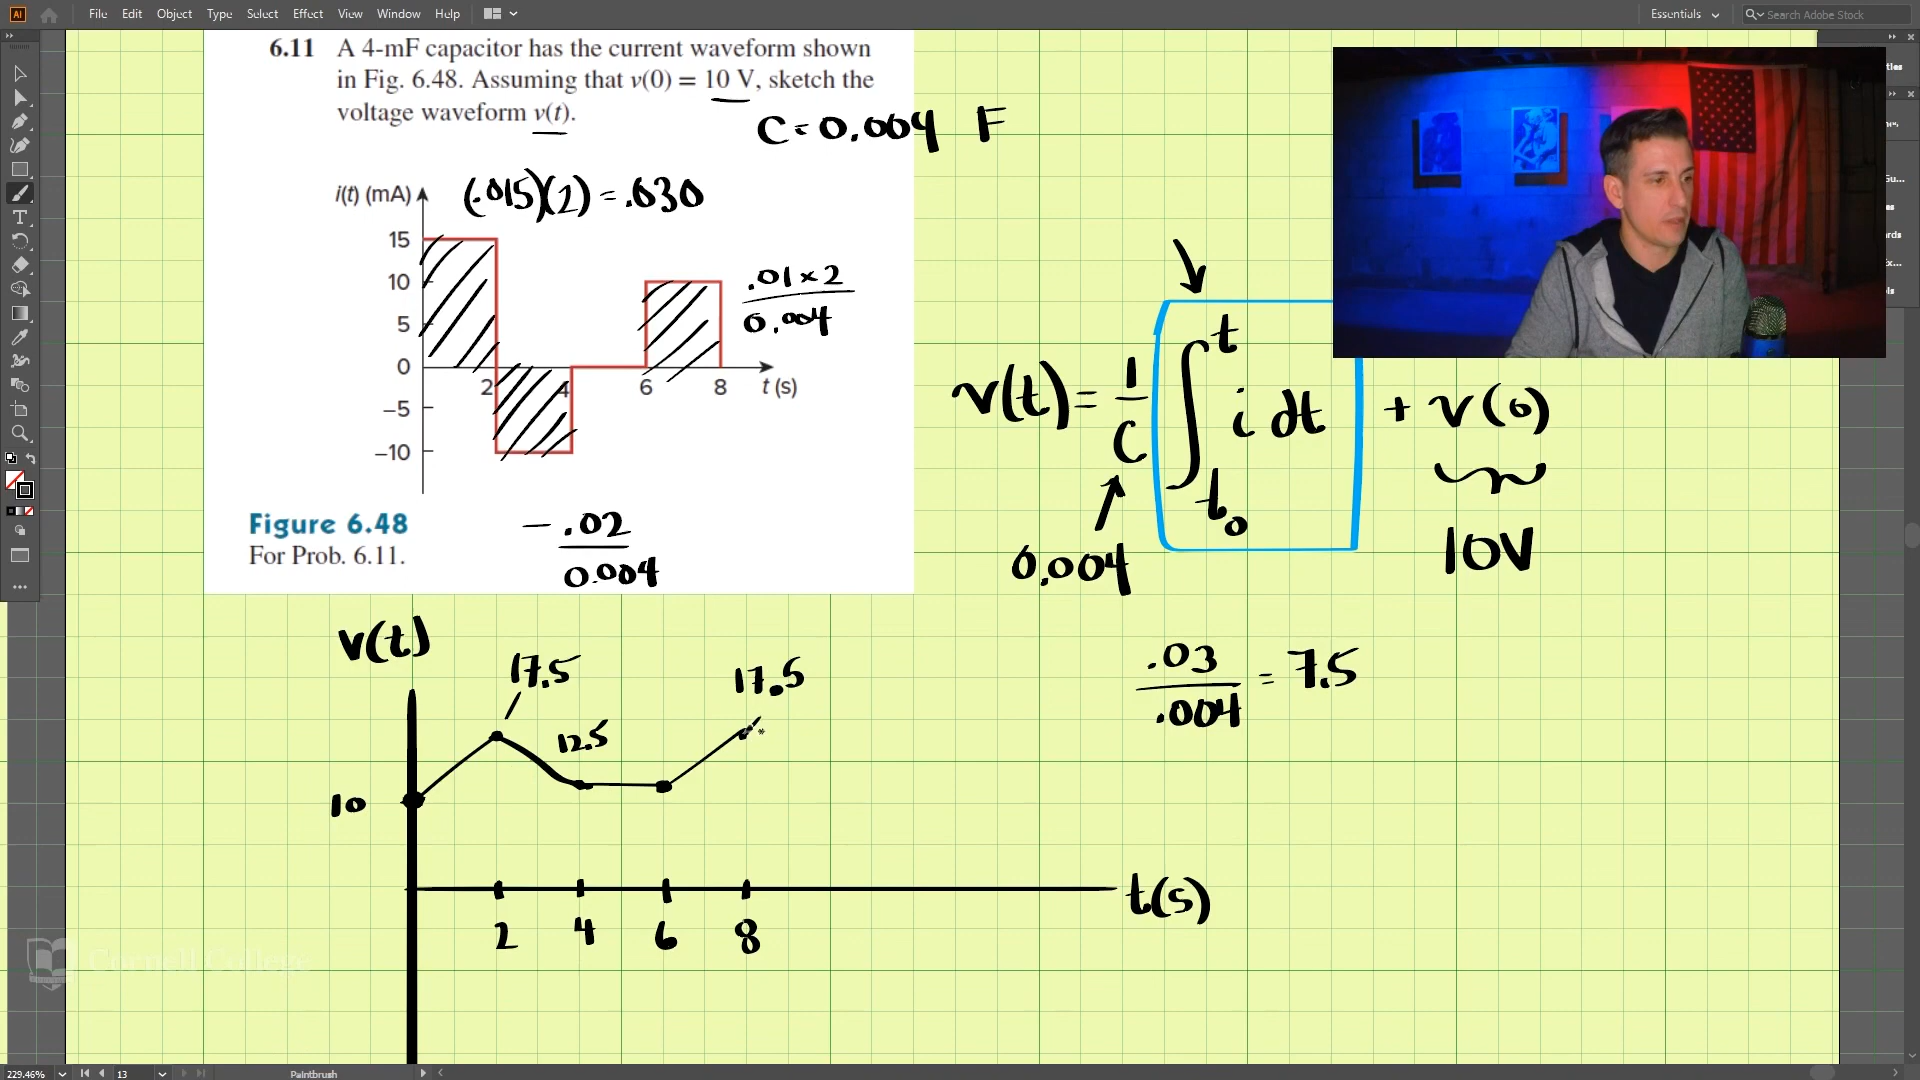 Ai File Edit Object Type Select Effect View Window Help Essentials Search Adobe Stock
6.11 A 4-mF capacitor has the current waveform shown
in Fig. 6.48. Assuming that v(0) = 10 V, sketch the
voltage waveform v(t).
C = 0.004 F
i(t) (mA)
(.015)(2) = .030
15
10
5
0
-5
-10
2 4 6 8 t (s)
.01 × 2
0.004
v(t) = 1/C ∫ t t₀ i dt + v(0)
0.004
10V
Figure 6.48
For Prob. 6.11.
- .02
0.004
.03
.004
= 7.5
v(t)
17.5
12.5
17.5
10
2 4 6 8
t(s)
Cornell College
229.46% 13 Paintbrush